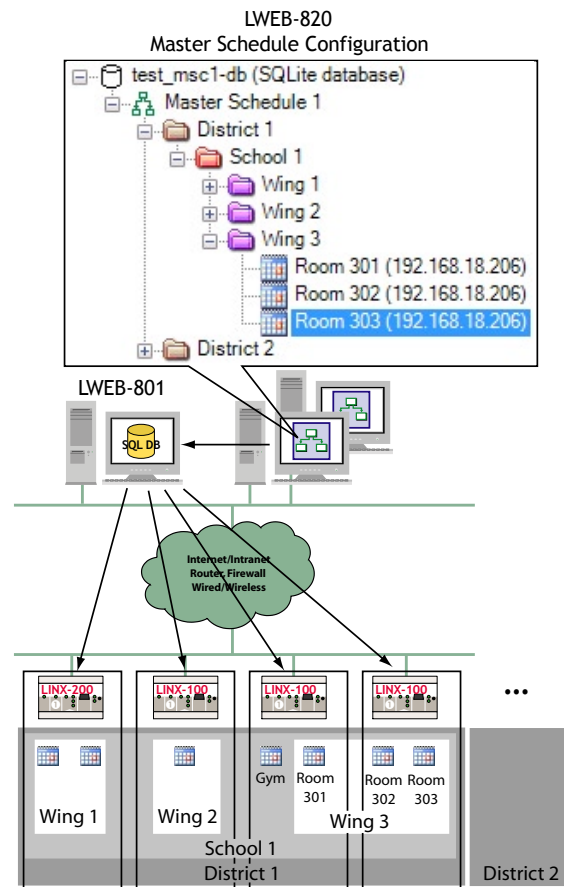 LWEB-820
Master Schedule Configuration
test_msc1-db (SQLite database)
Master Schedule 1
District 1
School 1
Wing 1
Wing 2
Wing 3
Room 301 (192.168.18.206)
Room 302 (192.168.18.206)
Room 303 (192.168.18.206)
District 2
LWEB-801
SQL DB
Internet/Intranet
Router, Firewall
Wired/Wireless
LINX-200
LINX-100
LINX-100
LINX-100
...
Gym
Room
301
Room
302
Room
303
Wing 1
Wing 2
Wing 3
School 1
District 1
District 2